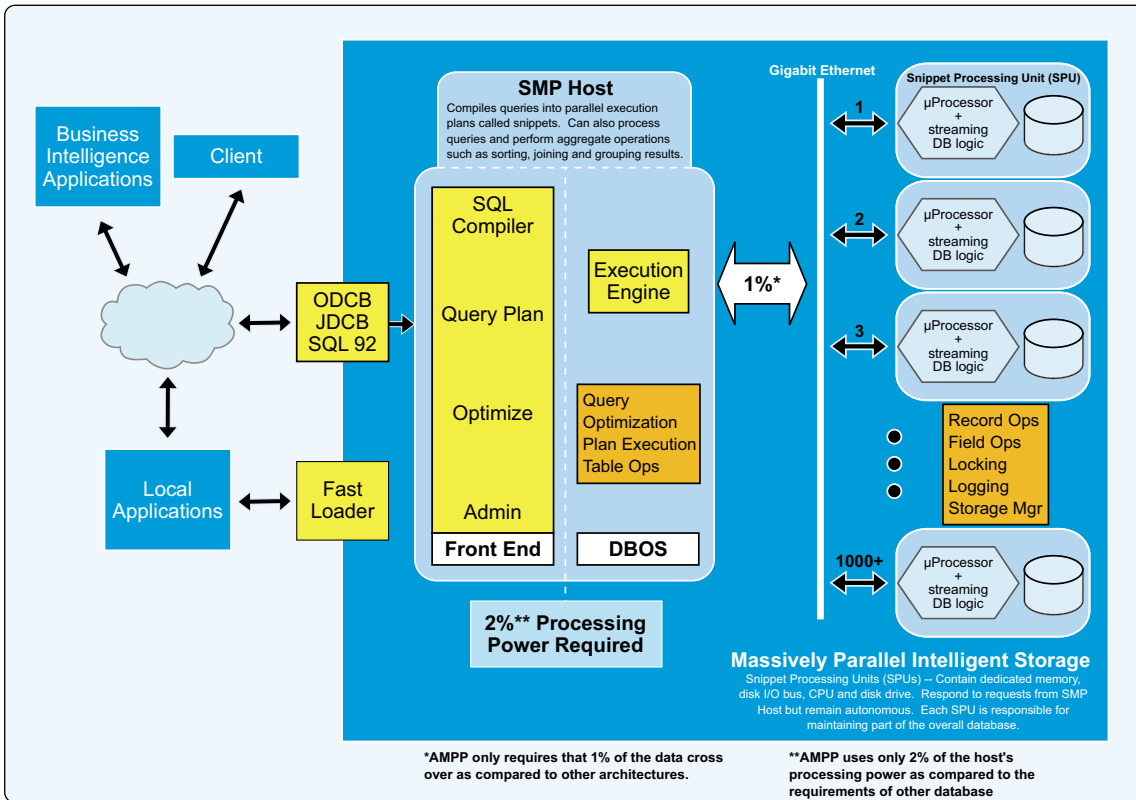 Business
Intelligence
Applications
Client
ODCB
JDCB
SQL 92
Local
Applications
Fast
Loader
SMP Host
Compiles queries into parallel execution
plans called snippets.  Can also process
queries and perform aggregate operations
such as sorting, joining and grouping results.
SQL
Compiler
Query Plan
Optimize
Admin
Front End
Execution
Engine
Query
Optimization
Plan Execution
Table Ops
DBOS
2%** Processing
Power Required
1%*
Gigabit Ethernet
Snippet Processing Unit (SPU)
1
µProcessor
+
streaming
DB logic
2
µProcessor
+
streaming
DB logic
3
µProcessor
+
streaming
DB logic
Record Ops
Field Ops
Locking
Logging
Storage Mgr
1000+
µProcessor
+
streaming
DB logic
Massively Parallel Intelligent Storage
Snippet Processing Units (SPUs) -- Contain dedicated memory,
disk I/O bus, CPU and disk drive.  Respond to requests from SMP
Host but remain autonomous.  Each SPU is responsible for
maintaining part of the overall database.
*AMPP only requires that 1% of the data cross
over as compared to other architectures.
**AMPP uses only 2% of the host's
processing power as compared to the
requirements of other database